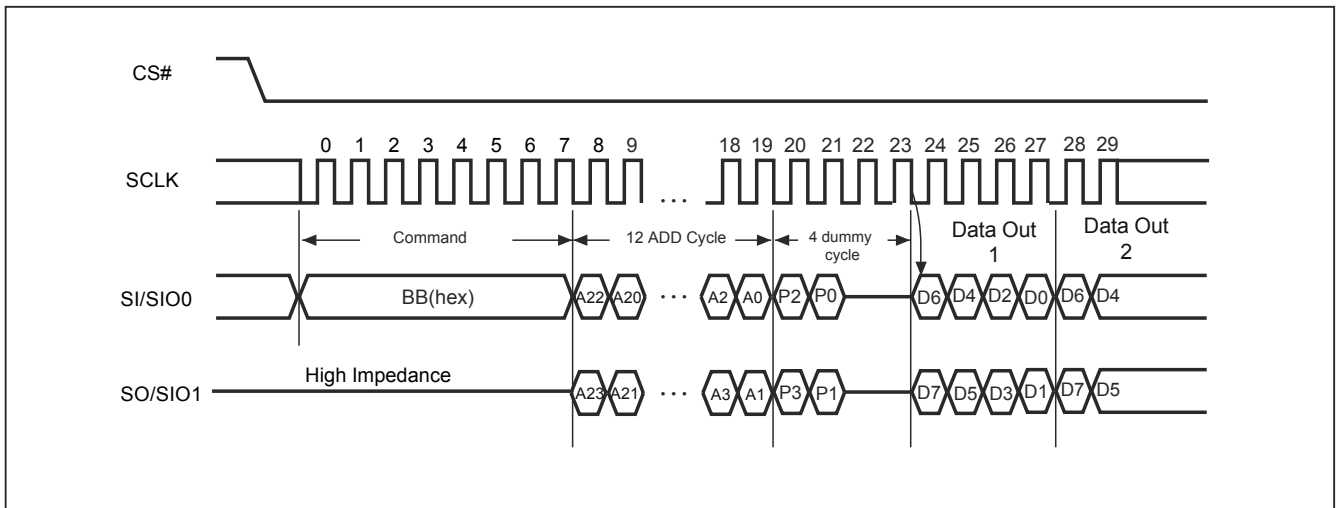 CS#
0 1 2 3 4 5 6 7 8 9 18 19 20 21 22 23 24 25 26 27 28 29
SCLK
...
Command
12 ADD Cycle
4 dummy
cycle
Data Out
1
Data Out
2
SI/SIO0
BB(hex)
A22 A20 ... A2 A0 P2 P0 D6 D4 D2 D0 D6 D4
High Impedance
SO/SIO1
A23 A21 ... A3 A1 P3 P1 D7 D5 D3 D1 D7 D5